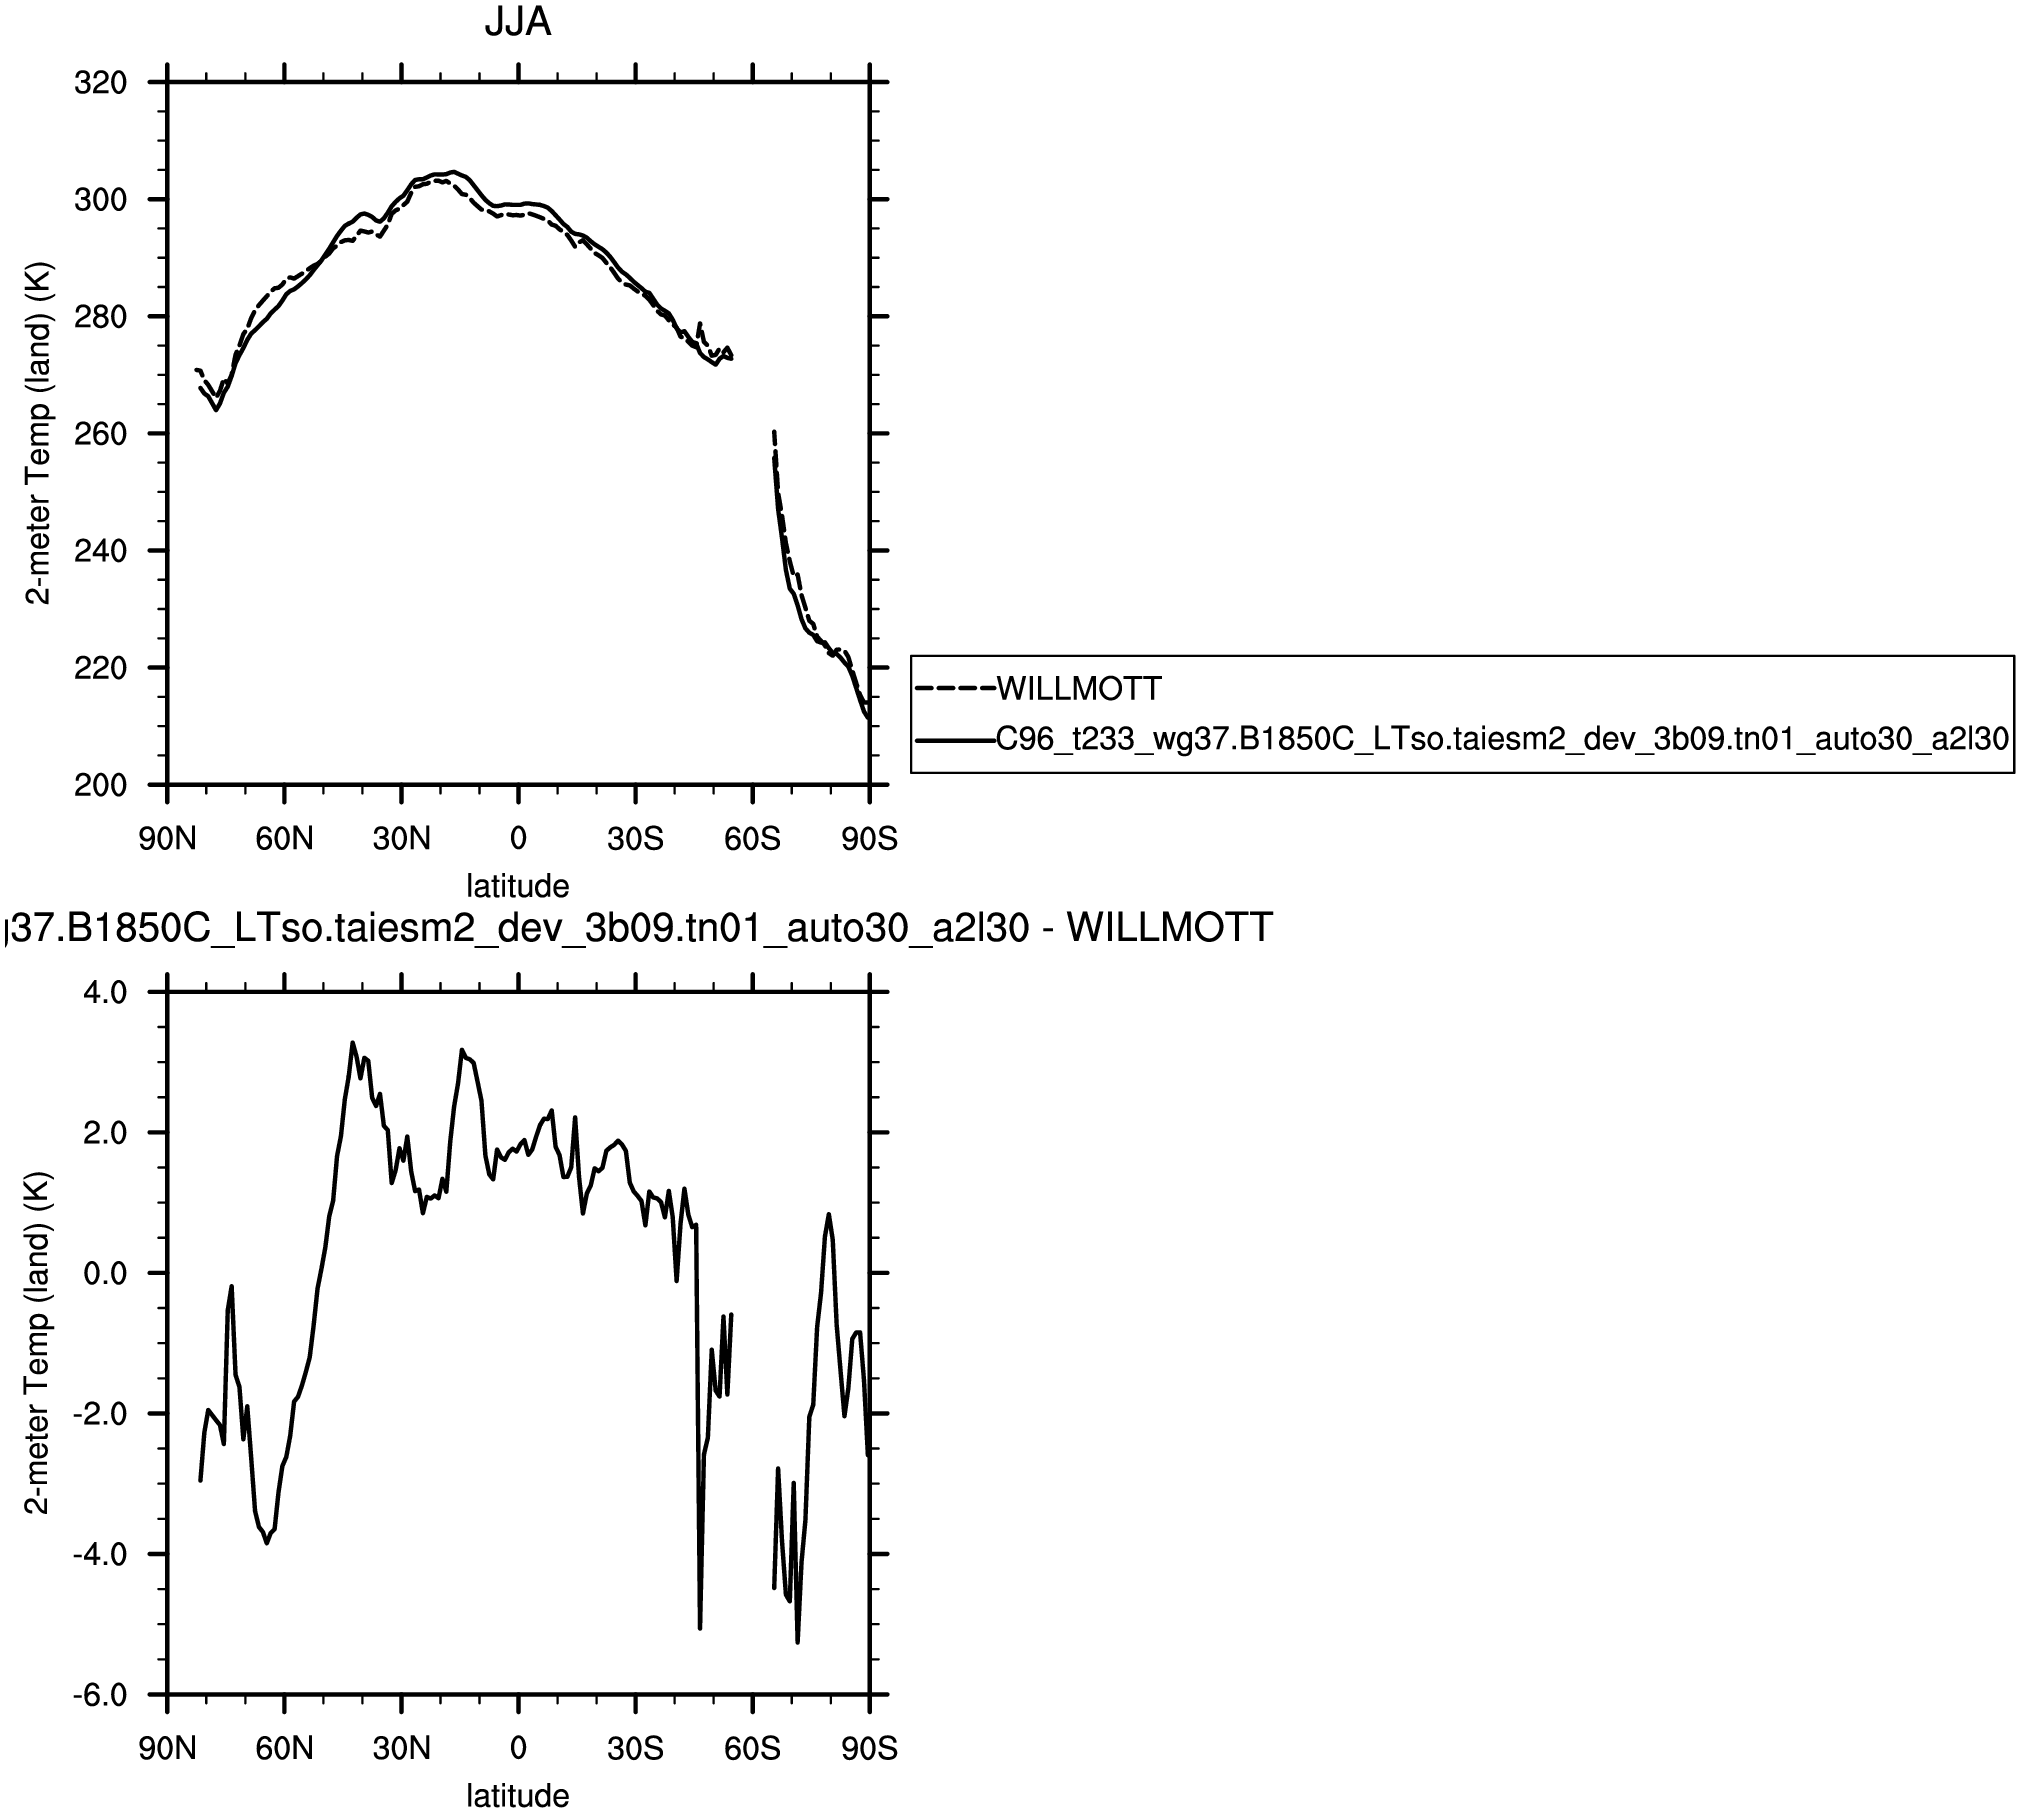 JJA
320
300
280
260
240
220
200
2-meter Temp (land) (K)
90N 60N 30N 0 30S 60S 90S
latitude
WILLMOTT
C96_t233_wg37.B1850C_LTso.taiesm2_dev_3b09.tn01_auto30_a2l30
g37.B1850C_LTso.taiesm2_dev_3b09.tn01_auto30_a2l30 - WILLMOTT
4.0
2.0
0.0
-2.0
-4.0
-6.0
2-meter Temp (land) (K)
90N 60N 30N 0 30S 60S 90S
latitude